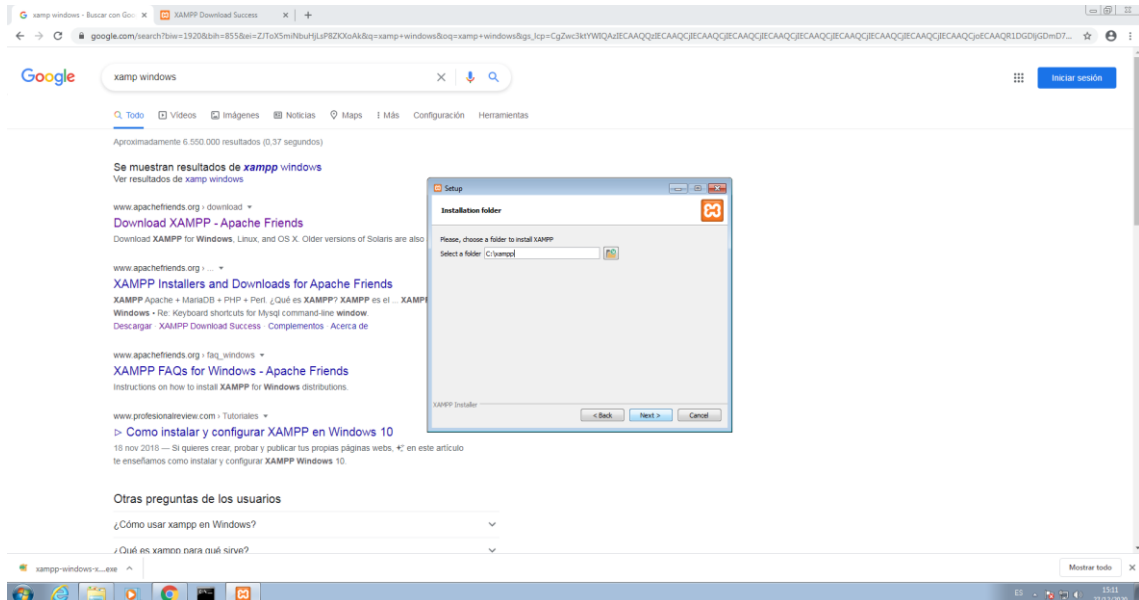 xamp windows - Buscar con Goo
XAMPP Download Success
Google
xamp windows
Iniciar sesión
Todo Vídeos Imágenes Noticias Maps Más Configuración Herramientas
Aproximadamente 6.550.000 resultados (0,37 segundos)
Se muestran resultados de xampp windows
Ver resultados de xamp windows
www.apachefriends.org › download
Download XAMPP - Apache Friends
Download XAMPP for Windows, Linux, and OS X. Older versions of Solaris are also
www.apachefriends.org › ...
XAMPP Installers and Downloads for Apache Friends
XAMPP Apache + MariaDB + PHP + Perl. ¿Qué es XAMPP? XAMPP es el ... XAMPP
Windows • Re: Keyboard shortcuts for Mysql command-line window.
Descargar · XAMPP Download Success · Complementos · Acerca de
www.apachefriends.org › faq_windows
XAMPP FAQs for Windows - Apache Friends
Instructions on how to install XAMPP for Windows distributions.
www.profesionalreview.com › Tutoriales
▷ Como instalar y configurar XAMPP en Windows 10
18 nov 2018 — Si quieres crear, probar y publicar tus propias páginas webs, en este artículo
te enseñamos como instalar y configurar XAMPP Windows 10.
Otras preguntas de los usuarios
¿Cómo usar xampp en Windows?
¿Qué es xampp para qué sirve?
Setup
Installation folder
Please, choose a folder to install XAMPP
Select a folder C:\xampp
XAMPP Installer
< Back Next > Cancel
xampp-windows-x....exe
Mostrar todo
ES
15:11